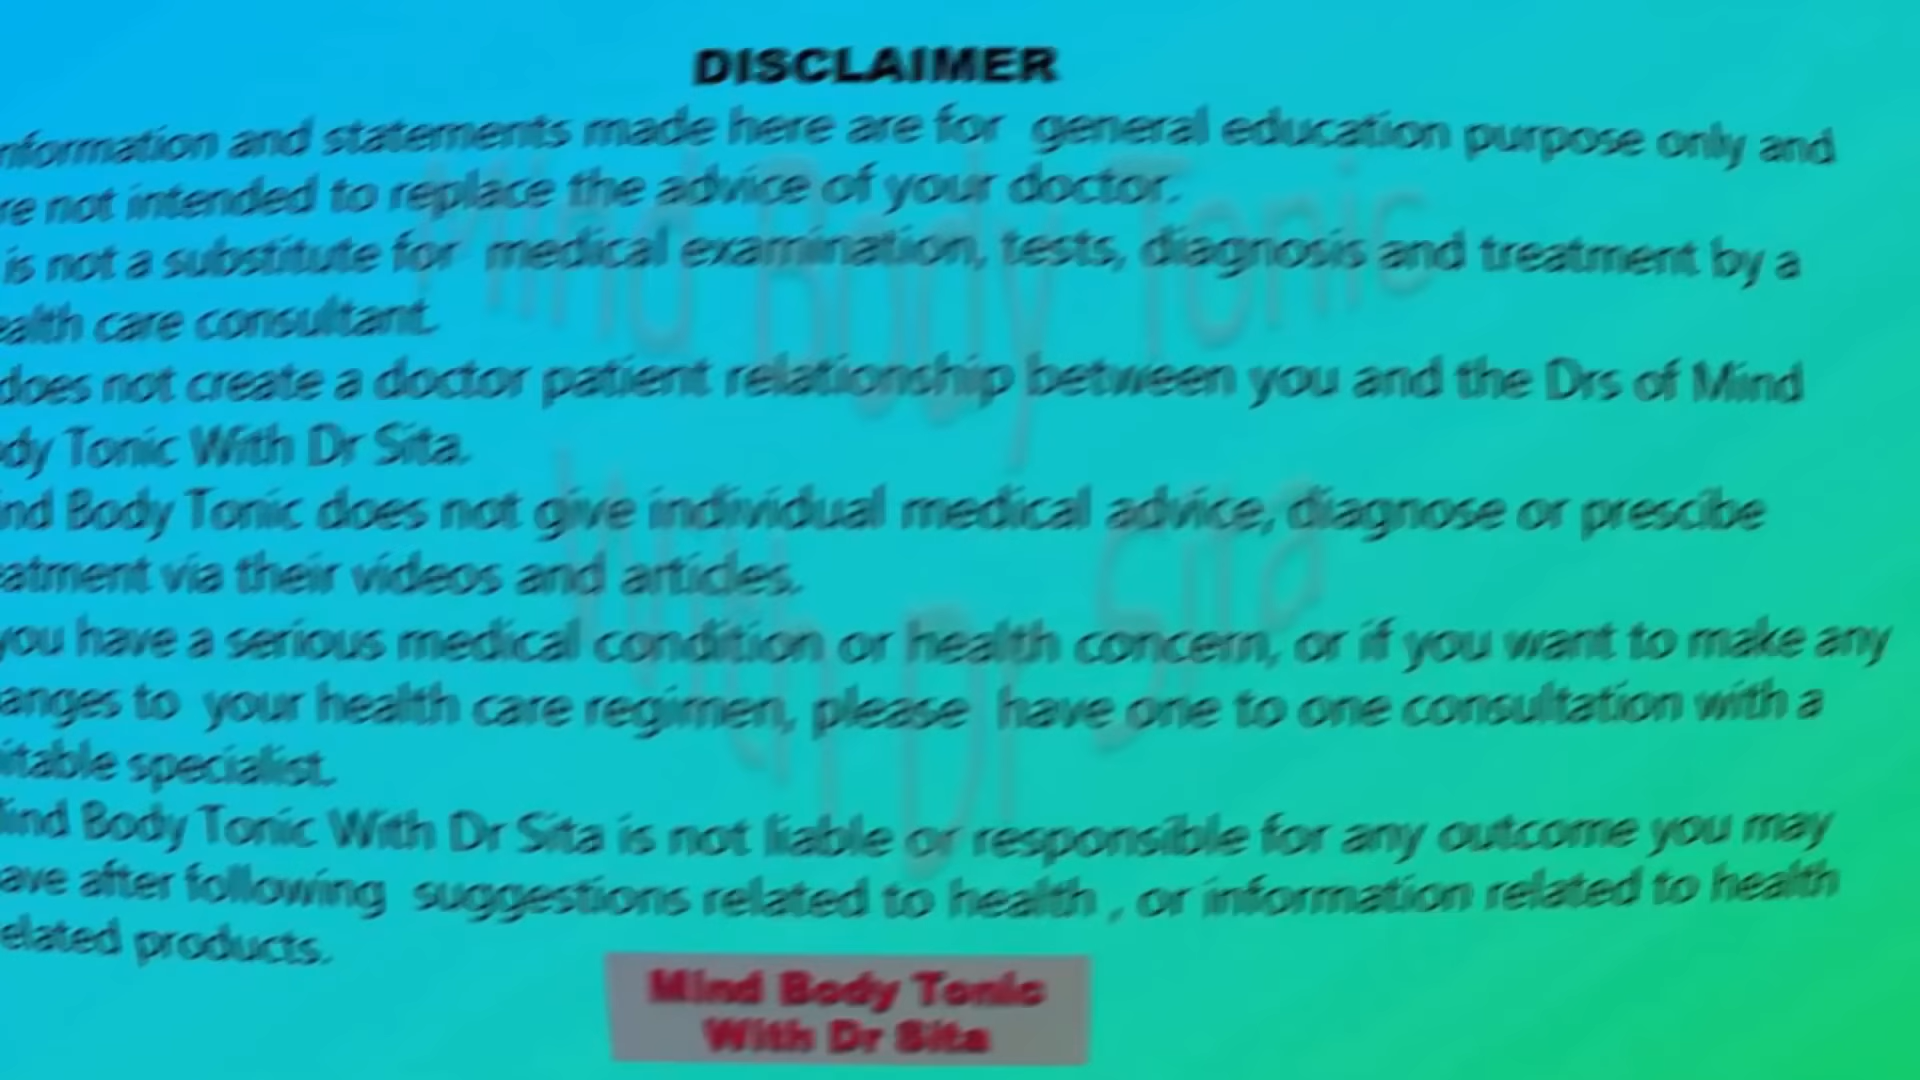 DISCLAIMER
nformation and statements made here are for general education purpose only and
re not intended to replace the advice of your doctor.
is not a substitute for medical examination, tests, diagnosis and treatment by a
ealth care consultant.
does not create a doctor patient relationship between you and the Drs of Mind
dy Tonic With Dr Sita.
ind Body Tonic does not give individual medical advice, diagnose or prescibe
eatment via their videos and articles.
you have a serious medical condition or health concern, or if you want to make any
anges to your health care regimen, please have one to one consultation with a
itable specialist.
ind Body Tonic With Dr Sita is not liable or responsible for any outcome you may
ave after following suggestions related to health , or information related to health
elated products.
Mind Body Tonic
With Dr Sita
Mind Body Tonic
With Dr Sita